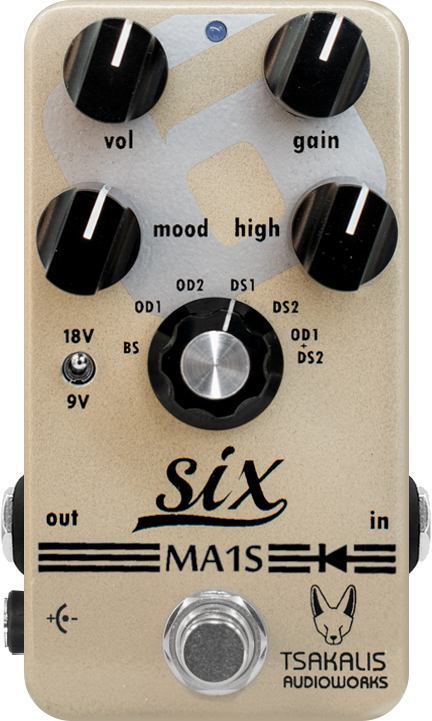 vol
gain
mood
high
OD2
DS1
OD1
DS2
BS
OD1
+
DS2
18V
9V
six
out
in
MA1S
+ -
TSAKALIS
AUDIOWORKS